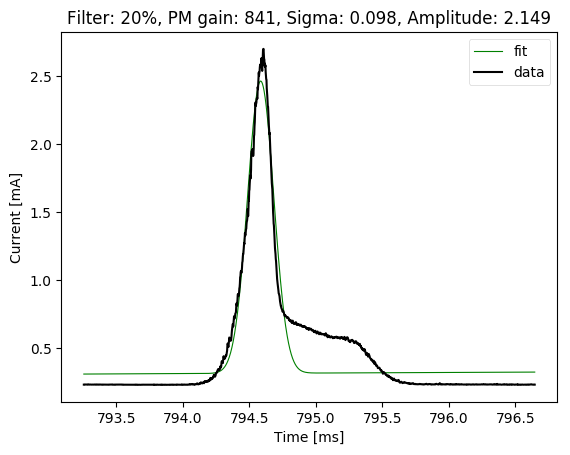 Filter: 20%, PM gain: 841, Sigma: 0.098, Amplitude: 2.149
fit
data
2.5
2.0
1.5
1.0
0.5
Current [mA]
793.5 794.0 794.5 795.0 795.5 796.0 796.5
Time [ms]